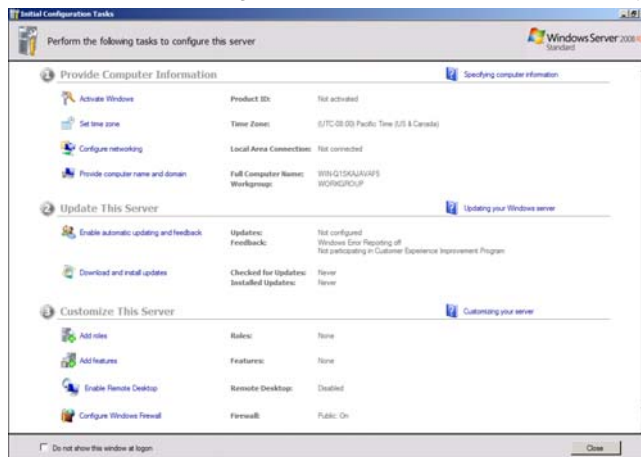 Initial Configuration Tasks
Perform the following tasks to configure this server
Windows Server 2008
Standard
1 Provide Computer Information
Specifying computer information
Activate Windows
Product ID:
Not activated
Set time zone
Time Zone:
(UTC-08:00) Pacific Time (US & Canada)
Configure networking
Local Area Connection:
Not connected
Provide computer name and domain
Full Computer Name:
Workgroup:
WORKGROUP
2 Update This Server
Updating your Windows server
Enable automatic updating and feedback
Updates:
Not configured
Feedback:
Windows Error Reporting off
Not participating in Customer Experience Improvement Program
Download and install updates
Checked for Updates:
Never
Installed Updates:
Never
3 Customize This Server
Customizing your server
Add roles
Roles:
None
Add features
Features:
None
Enable Remote Desktop
Remote Desktop:
Disabled
Configure Windows Firewall
Firewall:
Public: On
Do not show this window at logon
Close